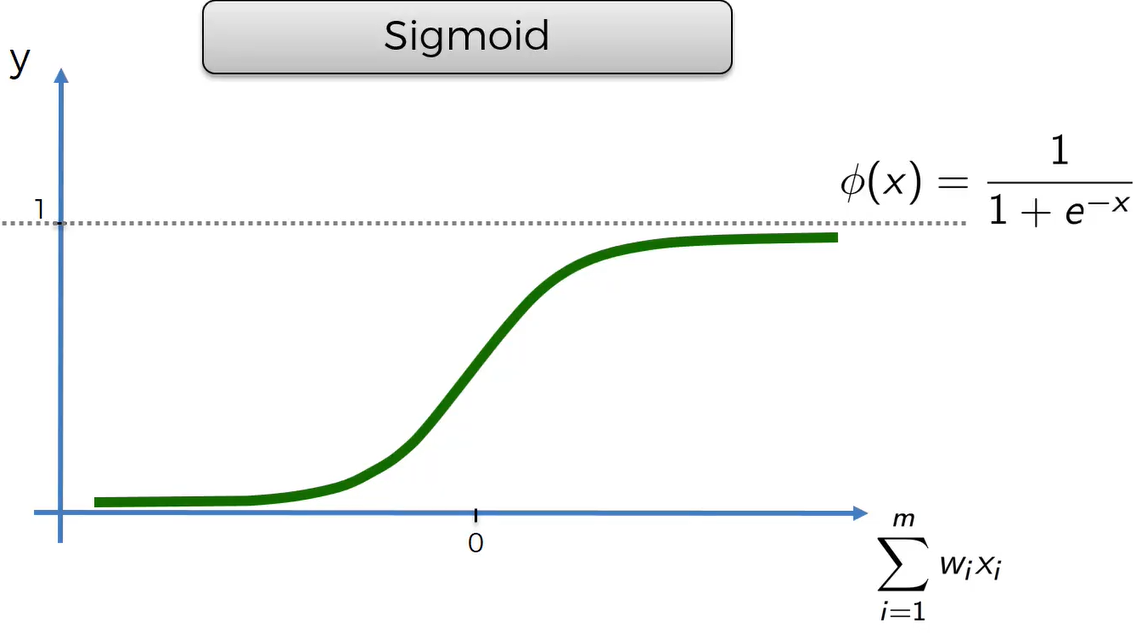 Sigmoid
y
ϕ(x) = 1 / (1 + e^{-x})
1
0
∑_{i=1}^{m} w_i x_i